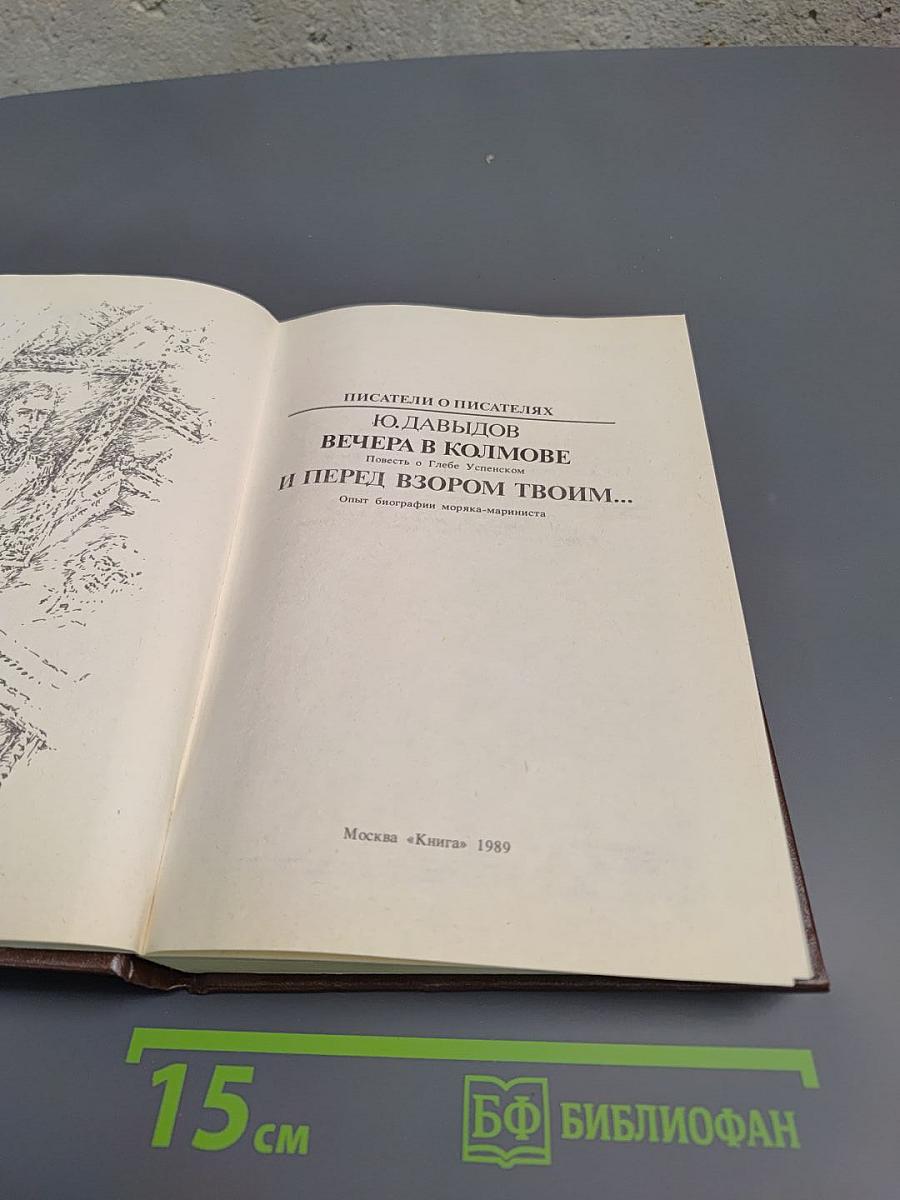 ПИСАТЕЛИ О ПИСАТЕЛЯХ
Ю.ДАВЫДОВ
ВЕЧЕРА В КОЛМОВЕ
Повесть о Глебе Успенском
И ПЕРЕД ВЗОРОМ ТВОИМ...
Опыт биографии моряка-мариниста
Москва «Книга» 1989
15 см
БФ БИБЛИОФАН